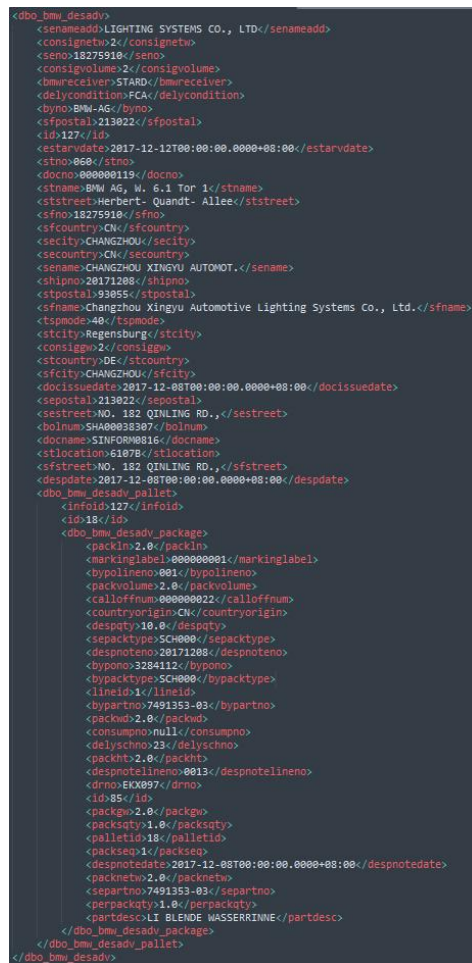 <dbo_bmw_desadv>
<senameadd>LIGHTING SYSTEMS CO., LTD</senameadd>
<consignetw>2</consignetw>
<seno>18275910</seno>
<consigvolume>2</consigvolume>
<bmwreceiver>STARD</bmwreceiver>
<delycondition>FCA</delycondition>
<byno>BMW-AG</byno>
<sfpostal>213022</sfpostal>
<id>127</id>
<estarvdate>2017-12-12T00:00:00.0000+08:00</estarvdate>
<stno>060</stno>
<docno>000000119</docno>
<stname>BMW AG, W. 6.1 Tor 1</stname>
<ststreet>Herbert- Quandt- Allee</ststreet>
<sfno>18275910</sfno>
<sfcountry>CN</sfcountry>
<secity>CHANGZHOU</secity>
<secountry>CN</secountry>
<sename>CHANGZHOU XINGYU AUTOMOT.</sename>
<shipno>20171208</shipno>
<stpostal>93055</stpostal>
<sfname>Changzhou Xingyu Automotive Lighting Systems Co., Ltd.</sfname>
<tspmode>40</tspmode>
<stcity>Regensburg</stcity>
<consiggw>2</consiggw>
<stcountry>DE</stcountry>
<sfcity>CHANGZHOU</sfcity>
<docissuedate>2017-12-08T00:00:00.0000+08:00</docissuedate>
<sepostal>213022</sepostal>
<sestreet>NO. 182 QINLING RD.,</sestreet>
<bolnum>SHA00038307</bolnum>
<docname>SINFORM0816</docname>
<stlocation>6107B</stlocation>
<sfstreet>NO. 182 QINLING RD.,</sfstreet>
<despdate>2017-12-08T00:00:00.0000+08:00</despdate>
<dbo_bmw_desadv_pallet>
<infoid>127</infoid>
<id>18</id>
<dbo_bmw_desadv_package>
<packln>2.0</packln>
<markinglabel>000000001</markinglabel>
<bypolineno>001</bypolineno>
<packvolume>2.0</packvolume>
<calloffnum>000000022</calloffnum>
<countryorigin>CN</countryorigin>
<despqty>10.0</despqty>
<sepacktype>SCH000</sepacktype>
<despnoteno>20171208</despnoteno>
<bypono>3284112</bypono>
<bypacktype>SCH000</bypacktype>
<lineid>1</lineid>
<bypartno>7491353-03</bypartno>
<packwd>2.0</packwd>
<consumpno>null</consumpno>
<delyschno>23</delyschno>
<packht>2.0</packht>
<despnotelineno>0013</despnotelineno>
<drno>EKX097</drno>
<id>85</id>
<packgw>2.0</packgw>
<packsqty>1.0</packsqty>
<palletid>18</palletid>
<packseq>1</packseq>
<despnotedate>2017-12-08T00:00:00.0000+08:00</despnotedate>
<packnetw>2.0</packnetw>
<separtno>7491353-03</separtno>
<perpackqty>1.0</perpackqty>
<partdesc>LI BLENDE WASSERRINNE</partdesc>
</dbo_bmw_desadv_package>
</dbo_bmw_desadv_pallet>
</dbo_bmw_desadv>